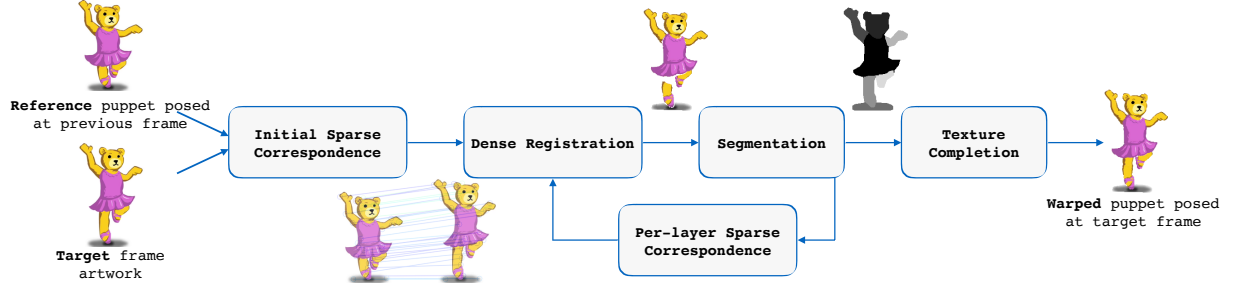 Reference puppet posed
at previous frame
Target frame
artwork
Initial Sparse
Correspondence
Dense Registration
Segmentation
Per-layer Sparse
Correspondence
Texture
Completion
Warped puppet posed
at target frame